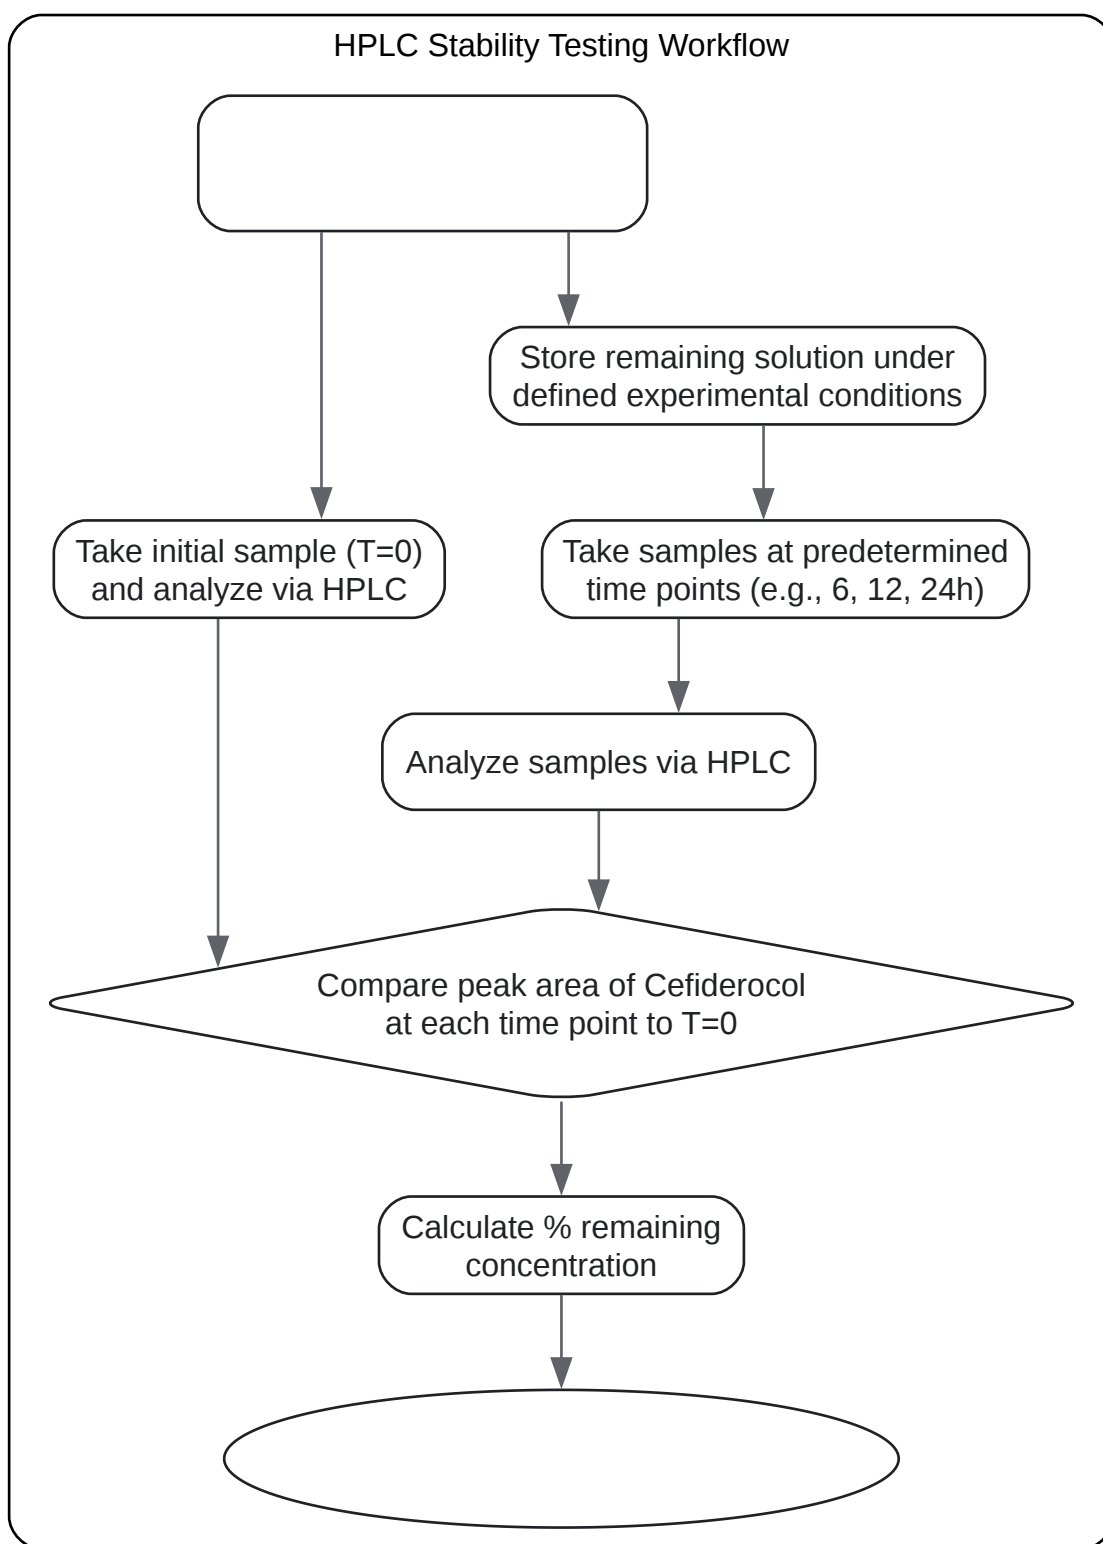 HPLC Stability Testing Workflow
Store remaining solution under
defined experimental conditions
Take initial sample (T=0)
and analyze via HPLC
Take samples at predetermined
time points (e.g., 6, 12, 24h)
Analyze samples via HPLC
Compare peak area of Cefiderocol
at each time point to T=0
Calculate % remaining
concentration